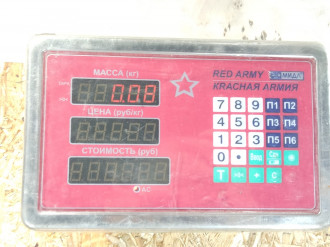 МАССА (кг)
0.08
ЦЕНА (руб/кг)
СТОИМОСТЬ (руб)
RED ARMY МИДЛ
КРАСНАЯ АРМИЯ
7 8 9 П1 П2
4 5 6 П3 П4
1 2 3 П5 П6
0
T C